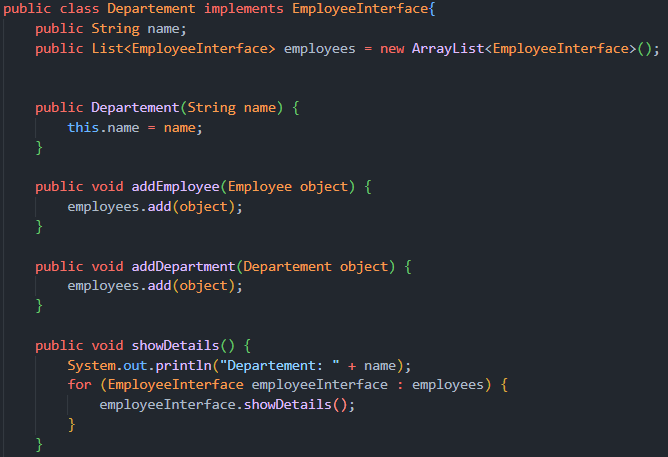 public class Departement implements EmployeeInterface{
public String name;
public List<EmployeeInterface> employees = new ArrayList<EmployeeInterface>();
public Departement(String name) {
this.name = name;
}
public void addEmployee(Employee object) {
employees.add(object);
}
public void addDepartment(Departement object) {
employees.add(object);
}
public void showDetails() {
System.out.println("Departement: " + name);
for (EmployeeInterface employeeInterface : employees) {
employeeInterface.showDetails();
}
}